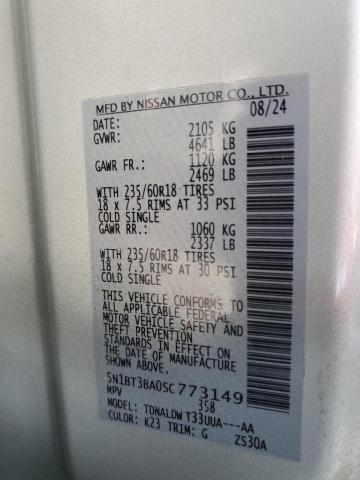 MFD BY NISSAN MOTOR CO., LTD.
DATE: 08/24
GVWR: 2105 KG
4641 LB
GAWR FR.: 1120 KG
2469 LB
WITH 235/60R18 TIRES
18 x 7.5 RIMS AT 33 PSI
COLD SINGLE
GAWR RR.: 1060 KG
2337 LB
WITH 235/60R18 TIRES
18 x 7.5 RIMS AT 30 PSI
COLD SINGLE
THIS VEHICLE CONFORMS TO
ALL APPLICABLE FEDERAL
MOTOR VEHICLE SAFETY AND
THEFT PREVENTION
STANDARDS IN EFFECT ON
THE DATE OF MANUFACTURE
SHOWN ABOVE.
5N1BT3BA0SC773149
MPV 358
MODEL: TDNALDW T33UUA---AA
COLOR: K23 TRIM: G ZS30A